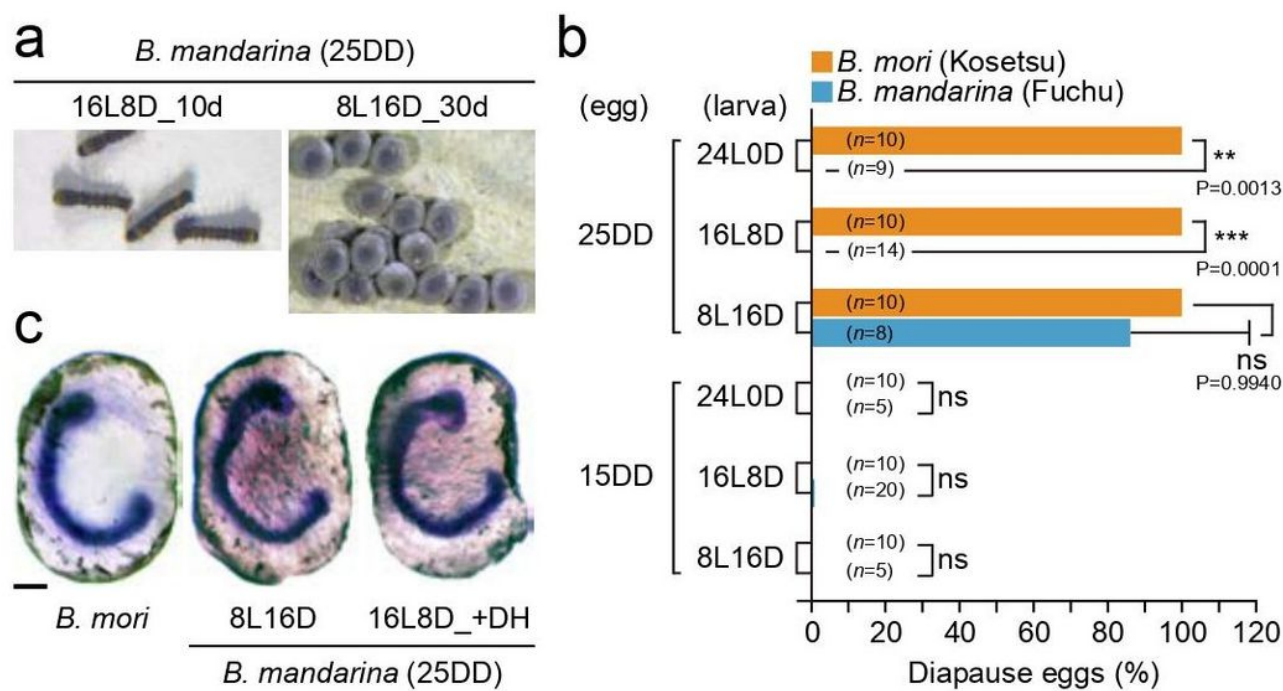 a
B. mandarina (25DD)
16L8D_10d 8L16D_30d
b
B. mori (Kosetsu)
B. mandarina (Fuchu)
(egg) (larva)
25DD
24L0D
(n=10)
(n=9)
**
P=0.0013
16L8D
(n=10)
(n=14)
***
P=0.0001
8L16D
(n=10)
(n=8)
ns
P=0.9940
15DD
24L0D
(n=10)
(n=5)
ns
16L8D
(n=10)
(n=20)
ns
8L16D
(n=10)
(n=5)
ns
0 20 40 60 80 100 120
Diapause eggs (%)
c
B. mori 8L16D 16L8D_+DH
B. mandarina (25DD)